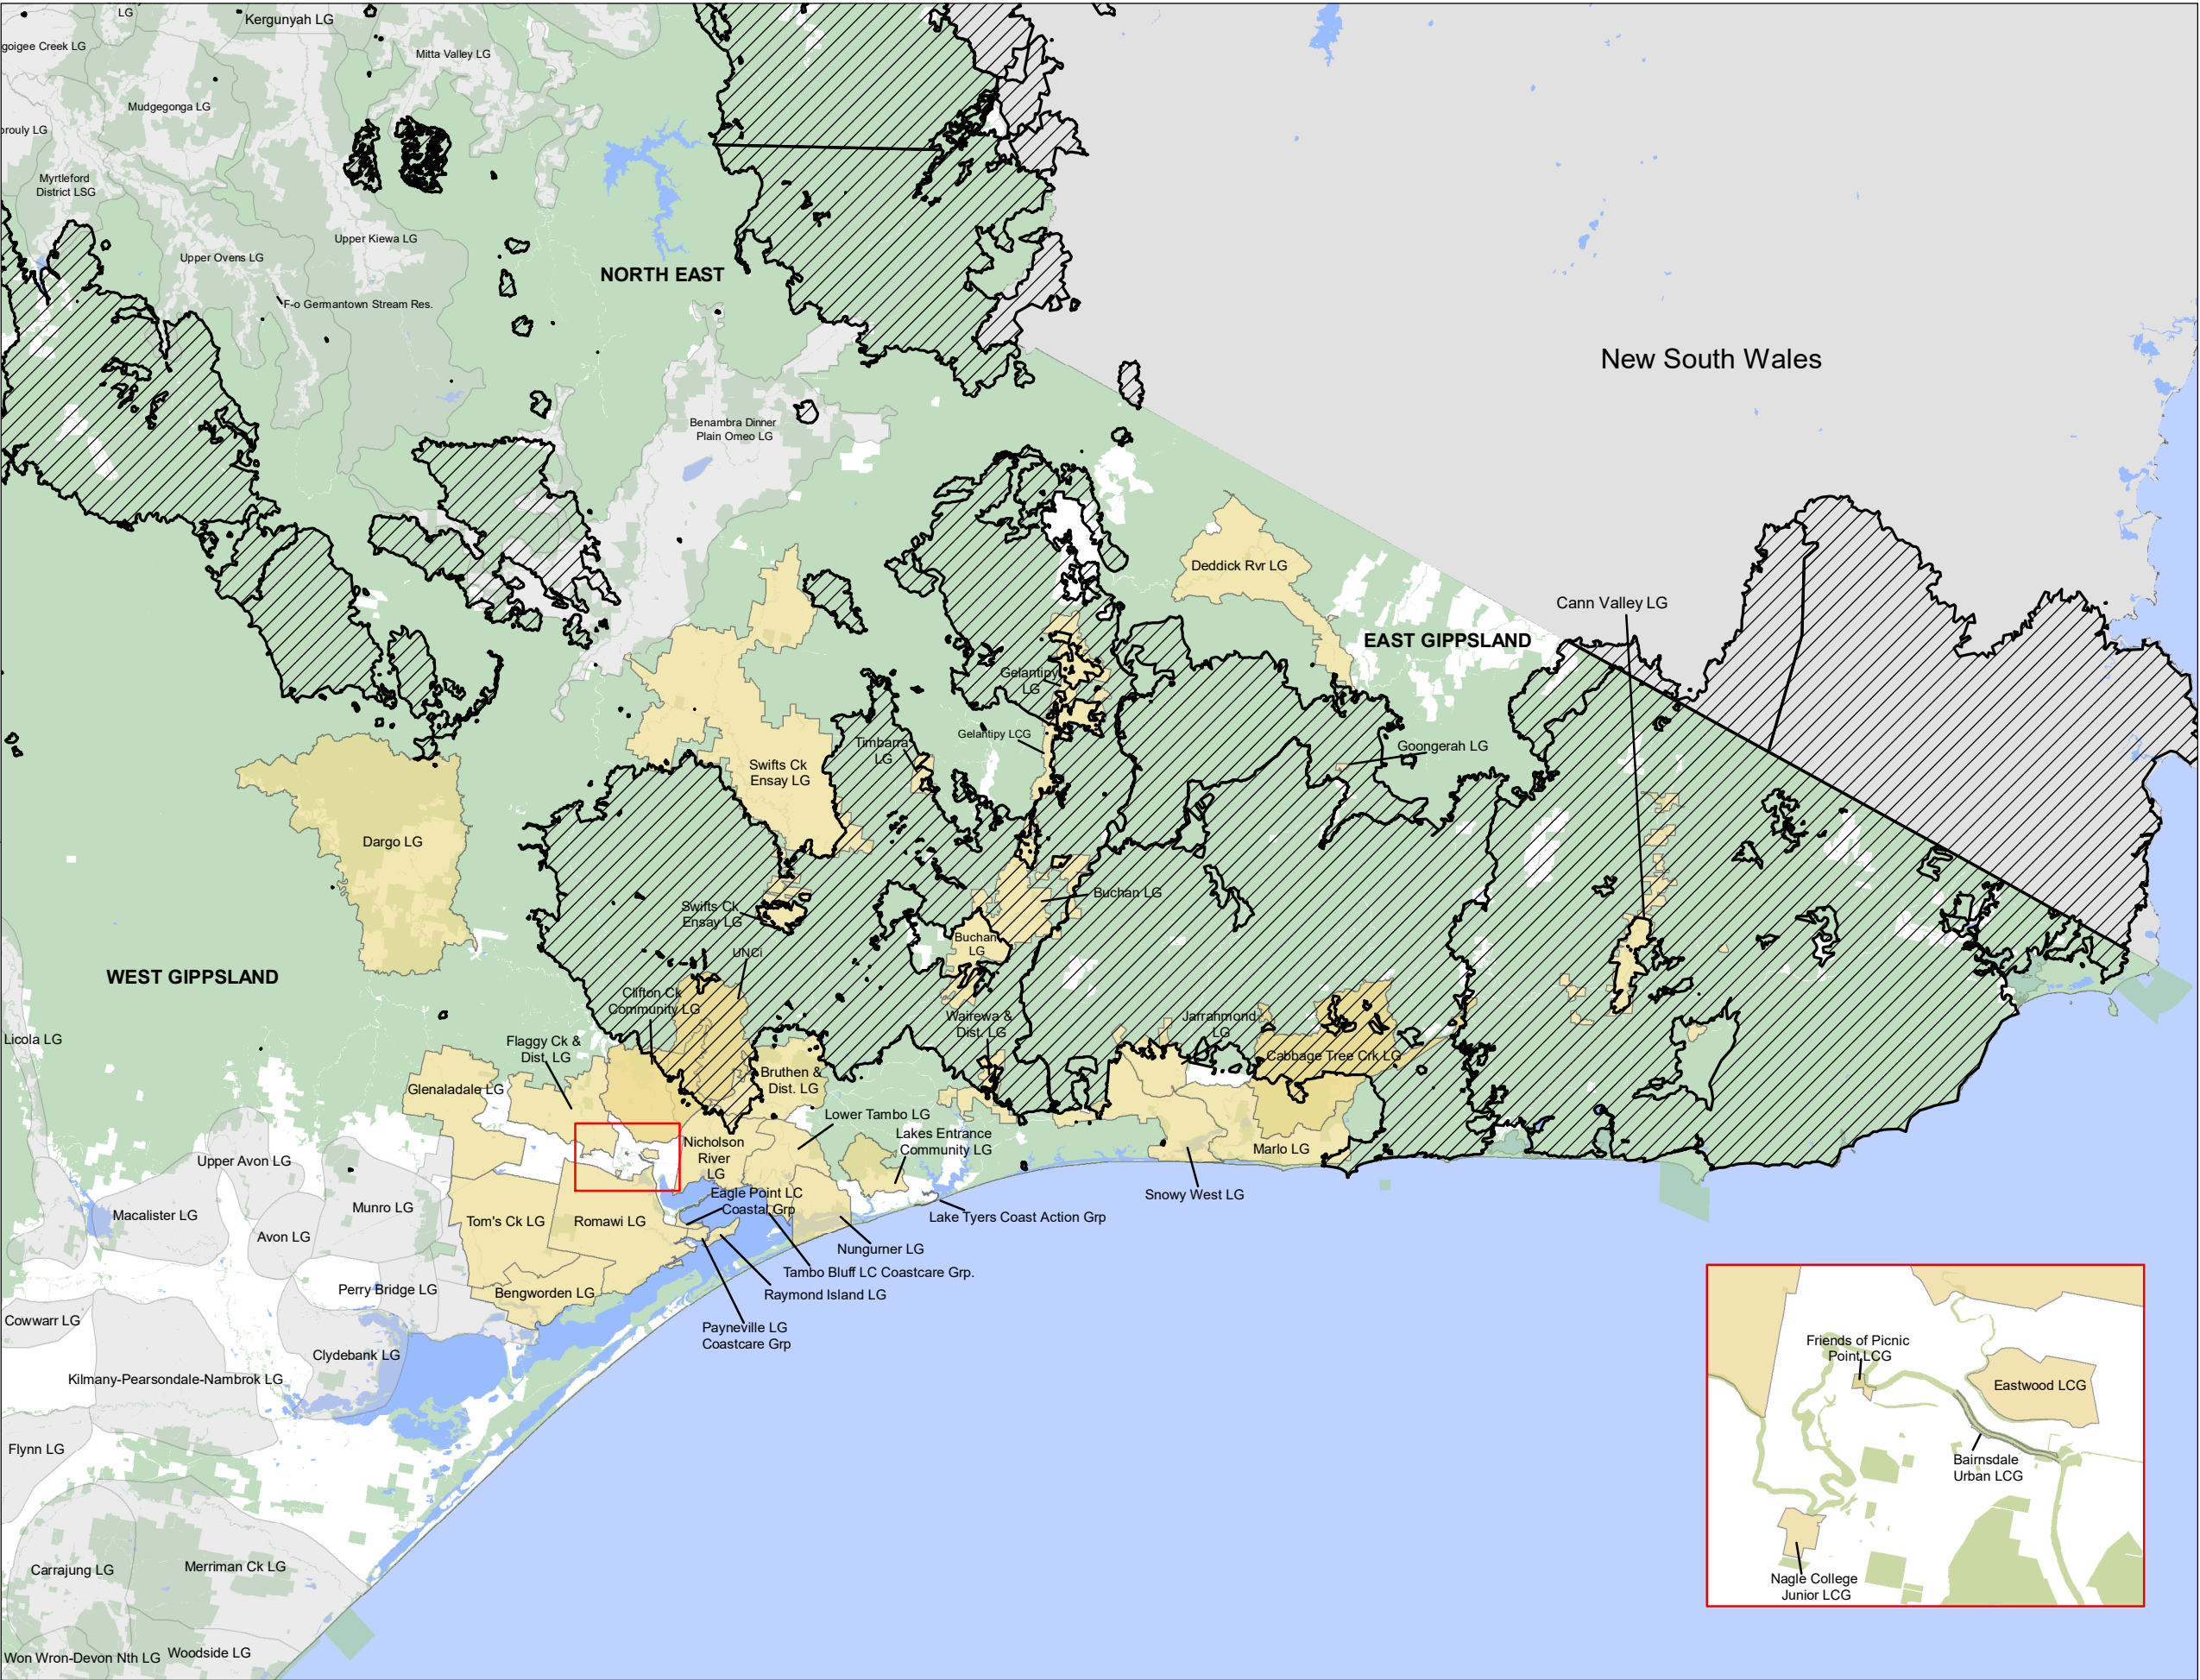 LG
Kergunyah LG
goigee Creek LG
Mitta Valley LG
Mudgegonga LG
prouly LG
Myrtleford
District LSG
Upper Kiewa LG
Upper Ovens LG
NORTH EAST
F-o Germantown Stream Res.
New South Wales
Benambra Dinner
Plain Omeo LG
Deddick Rvr LG
Cann Valley LG
EAST GIPPSLAND
Gelantipy
LG
Gelantipy LCG
Timbarra
LG
Goongerah LG
Swifts Ck
Ensay LG
Dargo LG
Buchan LG
Swifts Ck
Ensay LG
Buchan
LG
UNCi
WEST GIPPSLAND
Clifton Ck
Community LG
Wairewa &
Dist. LG
Jarrahmond
LG
Licola LG
Flaggy Ck &
Dist. LG
Cabbage Tree Crk LG
Bruthen &
Dist. LG
Glenaladale LG
Lower Tambo LG
Lakes Entrance
Community LG
Nicholson
River
LG
Marlo LG
Upper Avon LG
Snowy West LG
Eagle Point LC
Coastal Grp
Munro LG
Macalister LG
Tom's Ck LG
Romawi LG
Lake Tyers Coast Action Grp
Avon LG
Nungurner LG
Tambo Bluff LC Coastcare Grp.
Perry Bridge LG
Bengworden LG
Raymond Island LG
Cowwarr LG
Payneville LG
Coastcare Grp
Clydebank LG
Kilmany-Pearsondale-Nambrok LG
Friends of Picnic
Point LCG
Eastwood LCG
Flynn LG
Bairnsdale
Urban LCG
Carrajung LG
Merriman Ck LG
Nagle College
Junior LCG
Won Wron-Devon Nth LG
Woodside LG